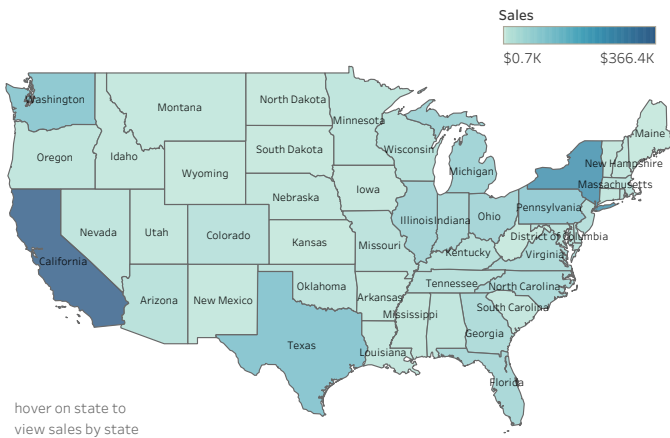 Sales
$0.7K $366.4K
Washington
Montana
North Dakota
Minnesota
Maine
Oregon
Idaho
South Dakota
Wisconsin
Michigan
New Hampshire
Wyoming
Massachusetts
Iowa
Nebraska
Pennsylvania
Illinois
Indiana
Ohio
Nevada
Utah
Colorado
Kansas
Missouri
District of Columbia
Kentucky
Virginia
California
Arizona
New Mexico
Oklahoma
Arkansas
Tennessee
North Carolina
Mississippi
South Carolina
Georgia
Texas
Louisiana
Florida
hover on state to
view sales by state